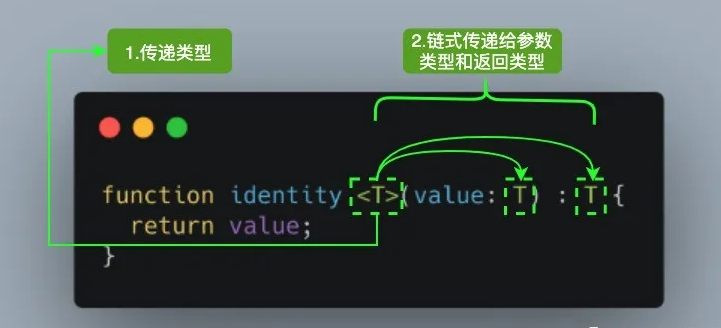 1.传递类型
2.链式传递给参数
类型和返回类型
function identity <T>(value: T) : T {
return value;
}